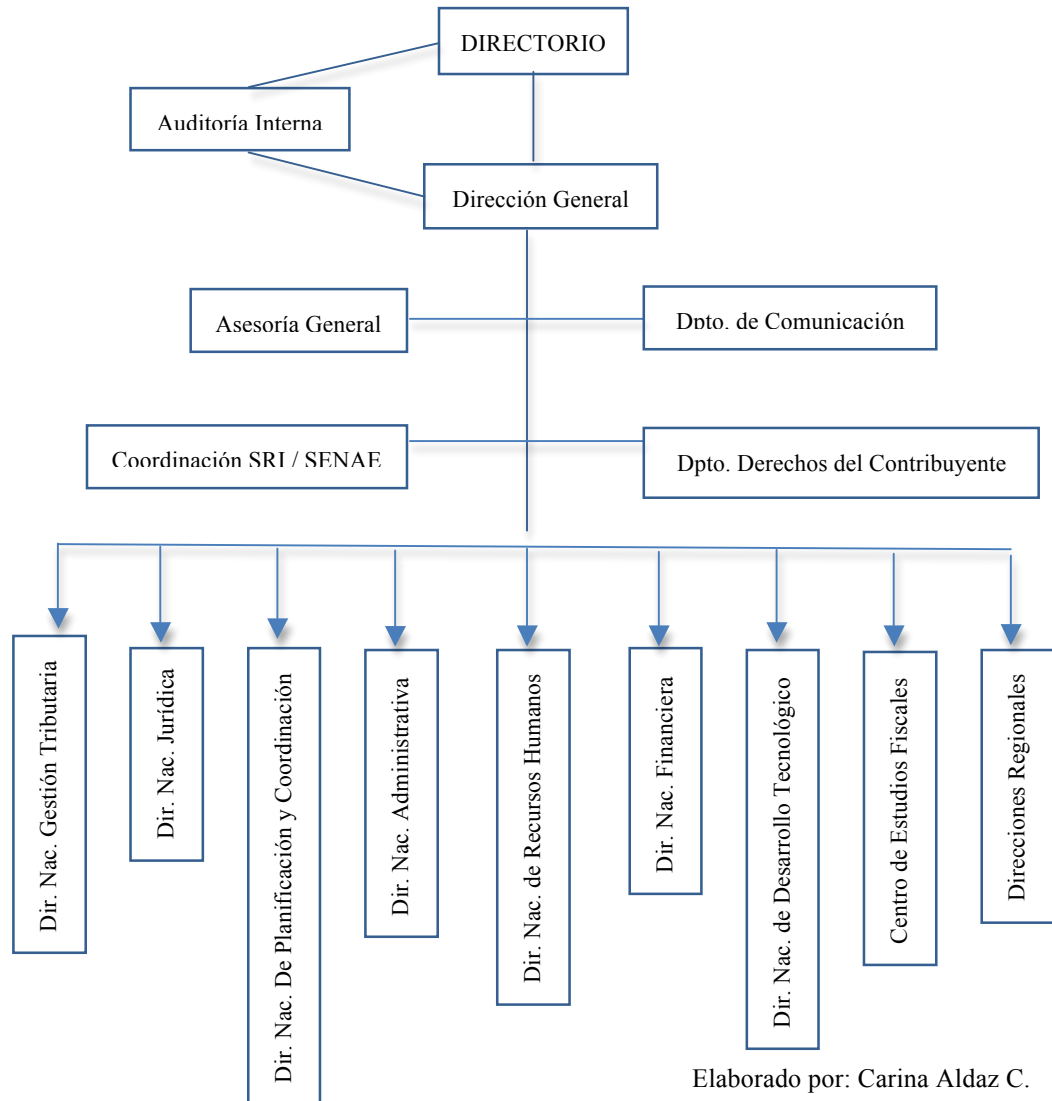 DIRECTORIO
Auditoría Interna
Dirección General
Asesoría General
Dpto. de Comunicación
Coordinación SRI / SENAE
Dpto. Derechos del Contribuyente
Dir. Nac. Gestión Tributaria
Dir. Nac. Jurídica
Dir. Nac. De Planificación y Coordinación
Dir. Nac. Administrativa
Dir. Nac. de Recursos Humanos
Dir. Nac. Financiera
Dir. Nac. de Desarrollo Tecnológico
Centro de Estudios Fiscales
Direcciones Regionales
Elaborado por: Carina Aldaz C.